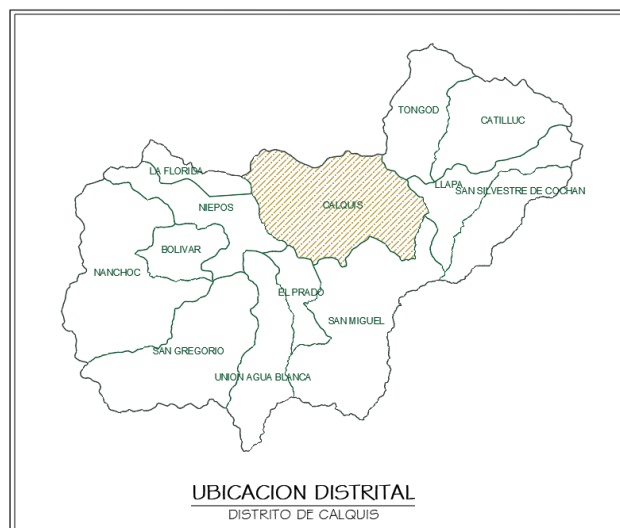 TONGOD
CATILLUC
LA FLORIDA
LLAPA
SAN SILVESTRE DE COCHAN
NIEPOS
CALQUIS
BOLIVAR
NANCHOC
EL PRADO
SAN MIGUEL
SAN GREGORIO
UNION AGUA BLANCA
UBICACION DISTRITAL
DISTRITO DE CALQUIS